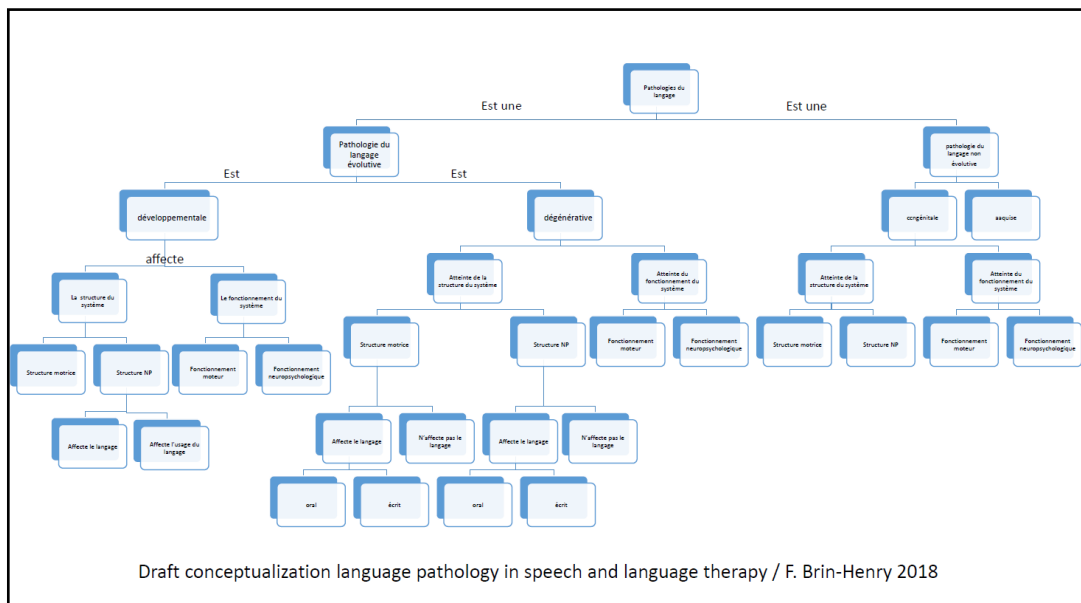 Pathologies du
langage
Est une
Est une
Pathologie du
langage
évolutive
pathologie du
langage non
évolutive
Est
Est
développementale
dégénérative
congénitale
aaquise
affecte
La structure du
système
Le fonctionnement du
système
Atteinte de la
structure du système
Atteinte du
fonctionnement du
système
Atteinte de la
structure du système
Atteinte du
fonctionnement du
système
Structure motrice
Structure NP
Fonctionnement
moteur
Fonctionnement
neuropsychologique
Structure motrice
Structure NP
Fonctionnement
moteur
Fonctionnement
neuropsychologique
Structure motrice
Structure NP
Fonctionnement
moteur
Fonctionnement
neuropsychologique
Affecte le langage
Affecte l'usage du
langage
Affecte le langage
N'affecte pas le
langage
Affecte le langage
N'affecte pas le
langage
oral
écrit
oral
écrit
Draft conceptualization language pathology in speech and language therapy / F. Brin-Henry 2018